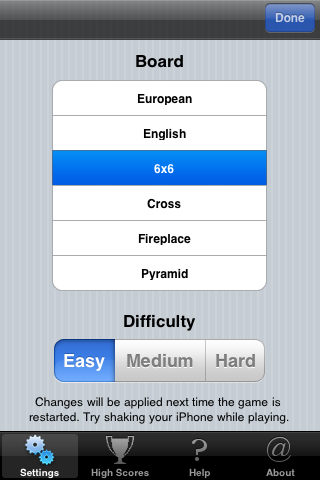 Done
Board
European
English
6x6
Cross
Fireplace
Pyramid
Difficulty
Easy Medium Hard
Changes will be applied next time the game is
restarted. Try shaking your iPhone while playing.
Settings High Scores Help About